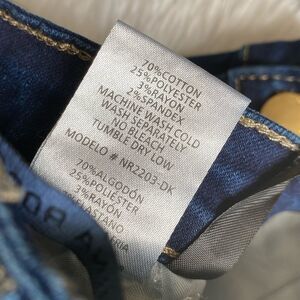 70%COTTON
25%POLYESTER
3%RAYON
2%SPANDEX
MACHINE WASH COLD
WASH SEPARATELY
NO BLEACH
TUMBLE DRY LOW
MODELO # NR2203-DK
70%ALGODÓN
25%POLIÉSTER
3%RAYÓN